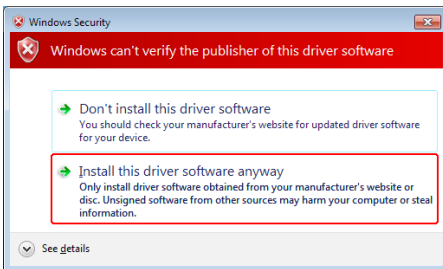 Windows Security
Windows can't verify the publisher of this driver software
Don't install this driver software
You should check your manufacturer's website for updated driver software
for your device.
Install this driver software anyway
Only install driver software obtained from your manufacturer's website or
disc. Unsigned software from other sources may harm your computer or steal
information.
See details